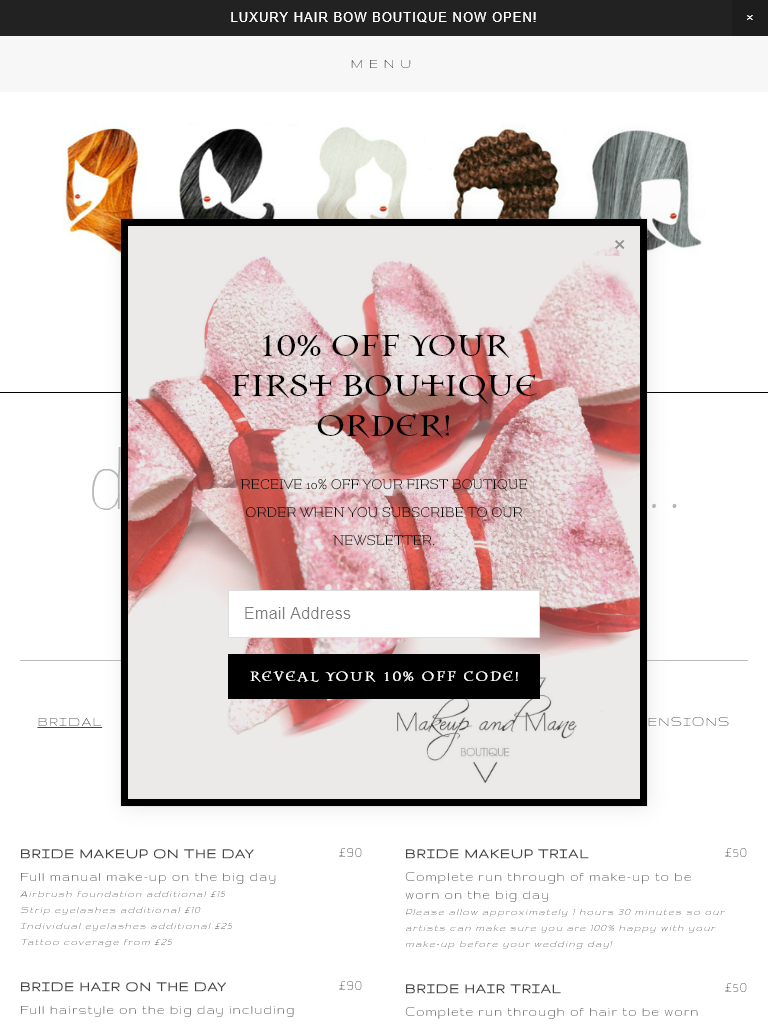 LUXURY HAIR BOW BOUTIQUE NOW OPEN!
×
MENU
×
10% OFF YOUR
FIRST BOUTIQUE
ORDER!
RECEIVE 10% OFF YOUR FIRST BOUTIQUE
ORDER WHEN YOU SUBSCRIBE TO OUR
NEWSLETTER.
Email Address
REVEAL YOUR 10% OFF CODE!
Makeup and Mane
BOUTIQUE
BRIDAL
BRIDE MAKEUP ON THE DAY £90
Full manual make-up on the big day
Airbrush foundation additional £15
Strip eyelashes additional £10
Individual eyelashes additional £25
Tattoo coverage from £25
BRIDE HAIR ON THE DAY £90
Full hairstyle on the big day including
BRIDE MAKEUP TRIAL £50
Complete run through of make-up to be
worn on the big day
Please allow approximately 1 hours 30 minutes so our
artists can make sure you are 100% happy with your
make-up before your wedding day!
BRIDE HAIR TRIAL £50
Complete run through of hair to be worn